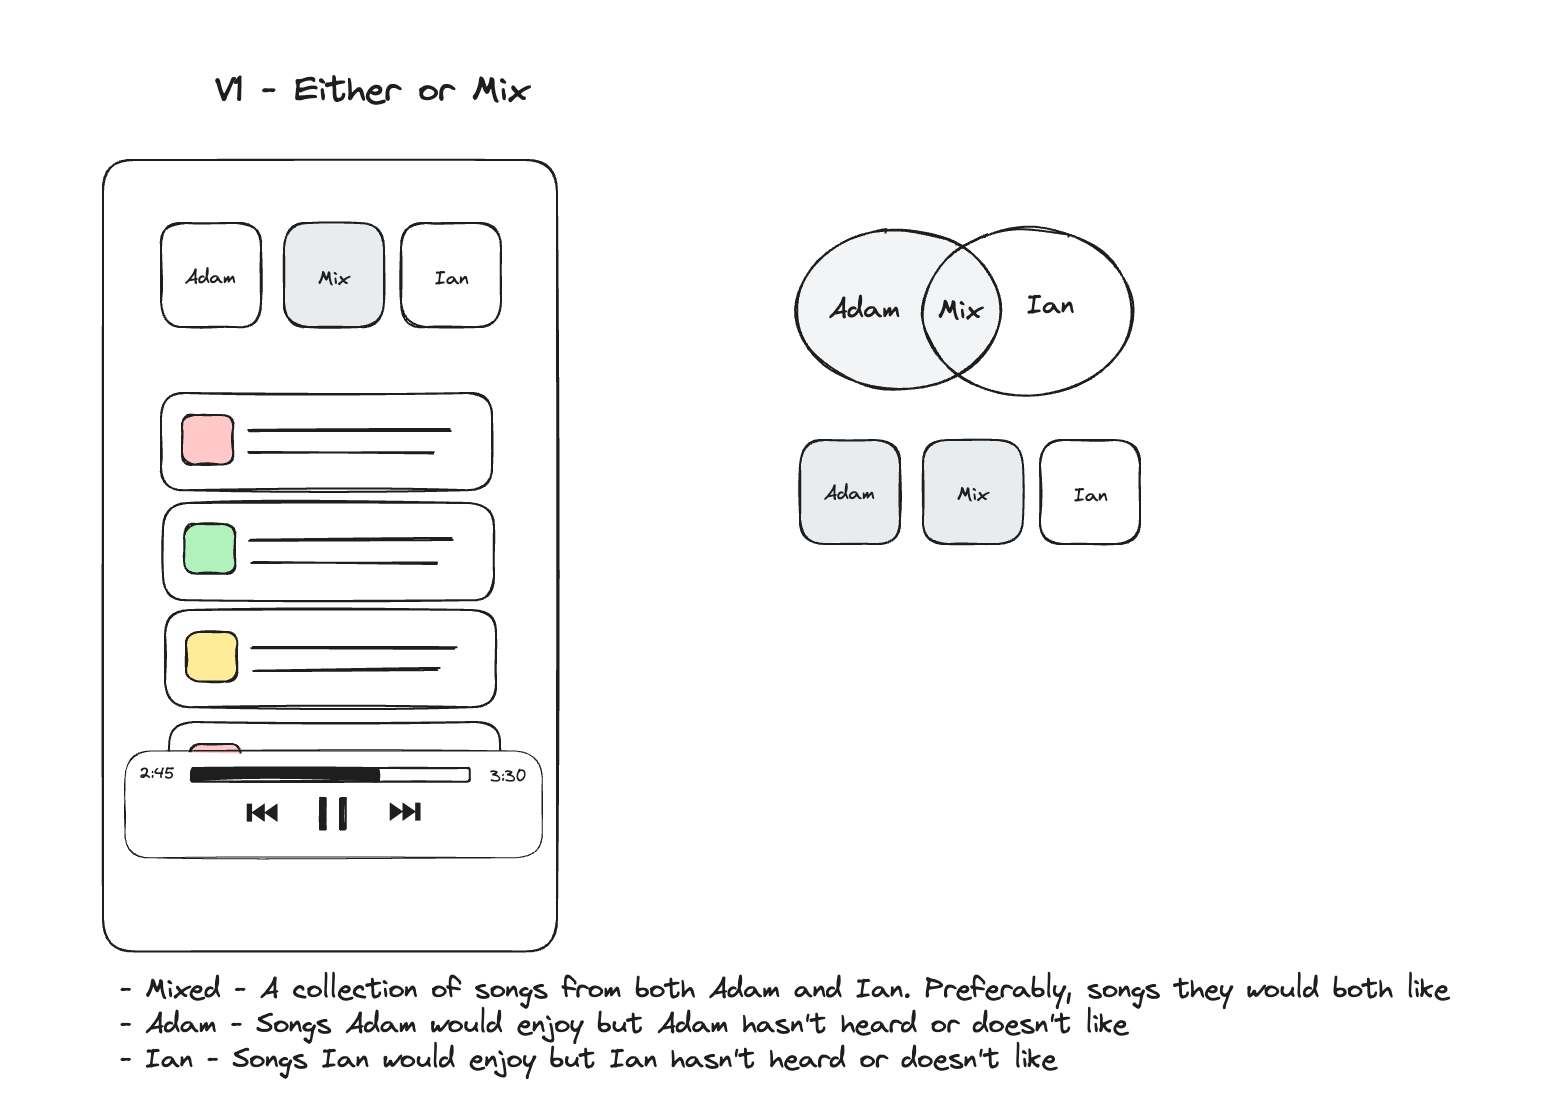 V1 - Either or Mix
Adam
Mix
Ian
2:45
3:30
Adam
Mix
Ian
Adam
Mix
Ian
- Mixed - A collection of songs from both Adam and Ian. Preferably, songs they would both like
- Adam - Songs Adam would enjoy but Adam hasn't heard or doesn't like
- Ian - Songs Ian would enjoy but Ian hasn't heard or doesn't like